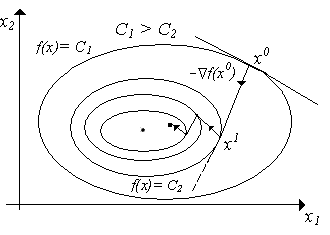 x₂
C₁ > C₂
f(x)= C₁
x⁰
−∇f(x⁰)
x¹
f(x)= C₂
x₁